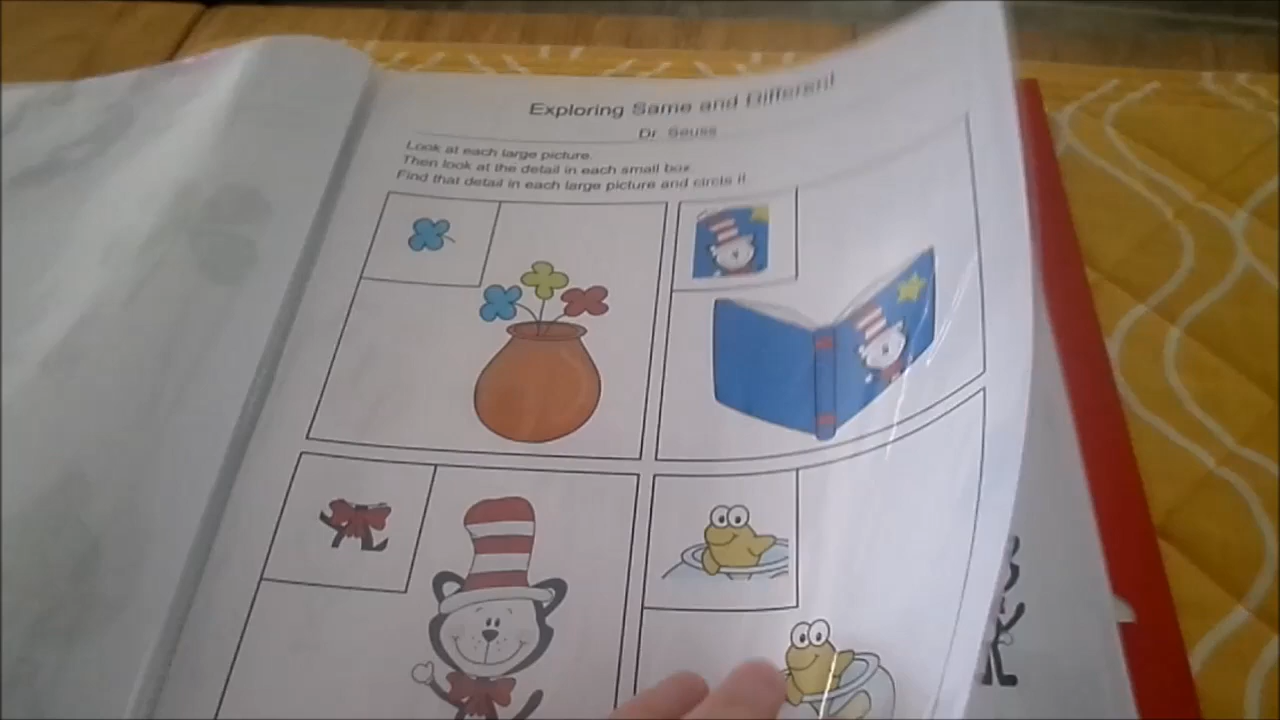 Exploring Same and Different
Dr. Seuss
Look at each large picture.
Then look at the detail in each small box.
Find that detail in each large picture and circle it.